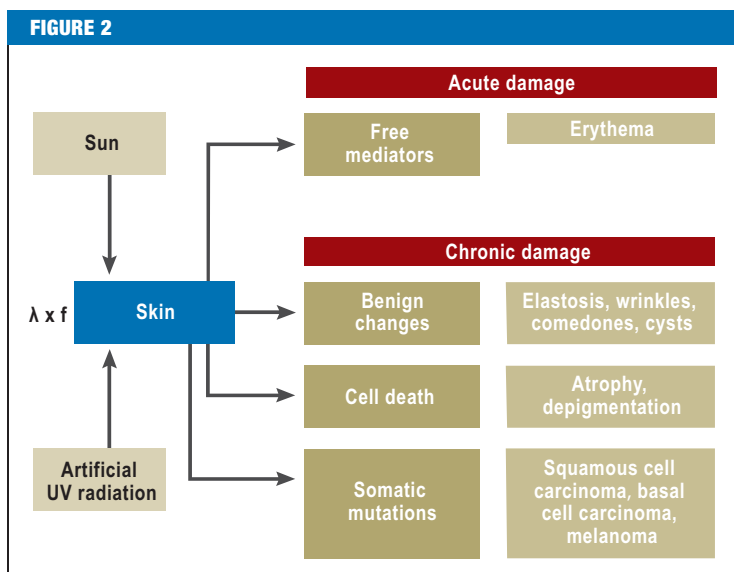 FIGURE 2
Acute damage
Sun
Free
mediators
Erythema
Chronic damage
λ x f
Skin
Benign
changes
Elastosis, wrinkles,
comedones, cysts
Cell death
Atrophy,
depigmentation
Artificial
UV radiation
Somatic
mutations
Squamous cell
carcinoma, basal
cell carcinoma,
melanoma